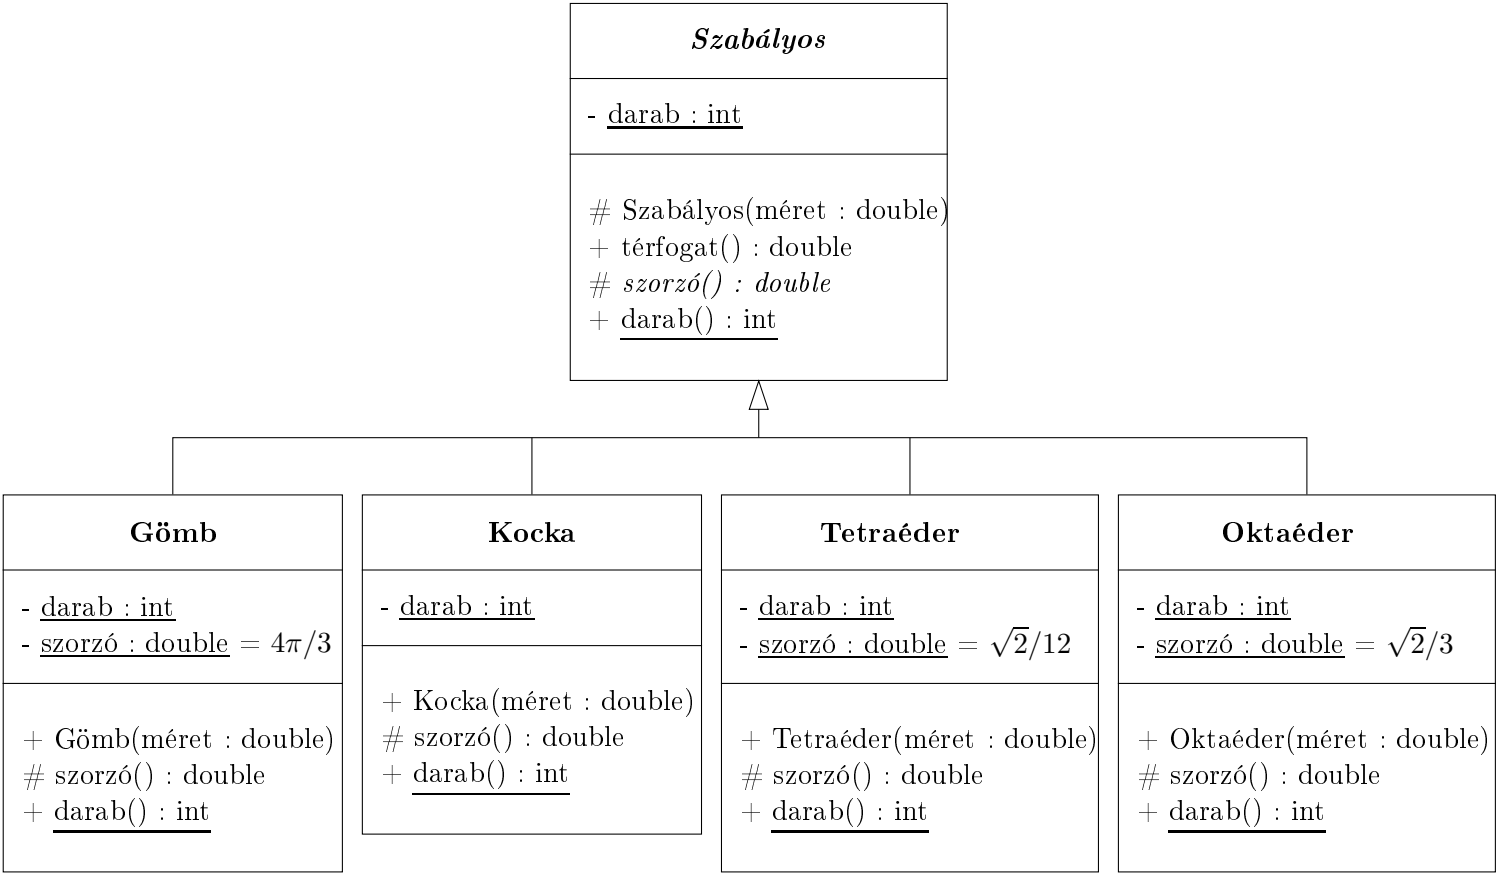 Szabályos
- darab : int
# Szabályos(méret : double)
+ térfogat() : double
# szorzó() : double
+ darab() : int
Gömb
- darab : int
- szorzó : double = 4π/3
+ Gömb(méret : double)
# szorzó() : double
+ darab() : int
Kocka
- darab : int
+ Kocka(méret : double)
# szorzó() : double
+ darab() : int
Tetraéder
- darab : int
- szorzó : double = √2/12
+ Tetraéder(méret : double)
# szorzó() : double
+ darab() : int
Oktaéder
- darab : int
- szorzó : double = √2/3
+ Oktaéder(méret : double)
# szorzó() : double
+ darab() : int